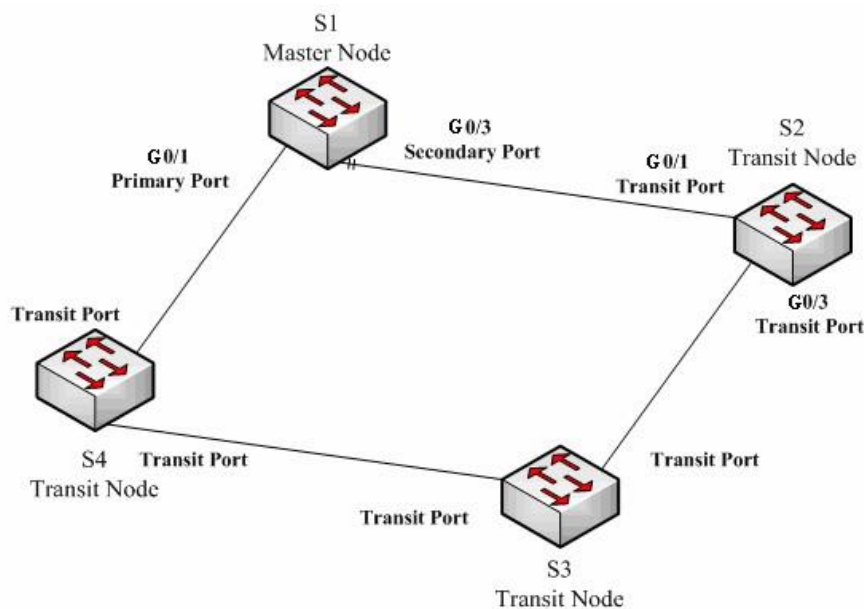 S1
Master Node
G0/1
Primary Port
G0/3
Secondary Port
S2
Transit Node
G0/1
Transit Port
G0/3
Transit Port
Transit Port
S4
Transit Node
Transit Port
Transit Port
Transit Port
S3
Transit Node